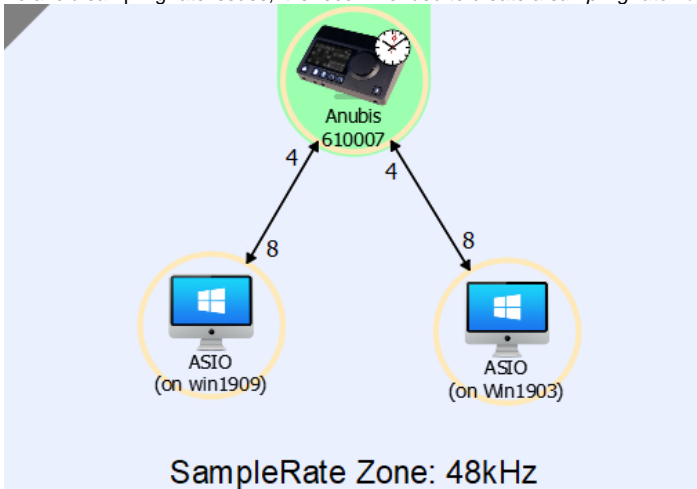 Anubis
610007
4
4
8
8
ASIO
(on win1909)
ASIO
(on Win1903)
SampleRate Zone: 48kHz